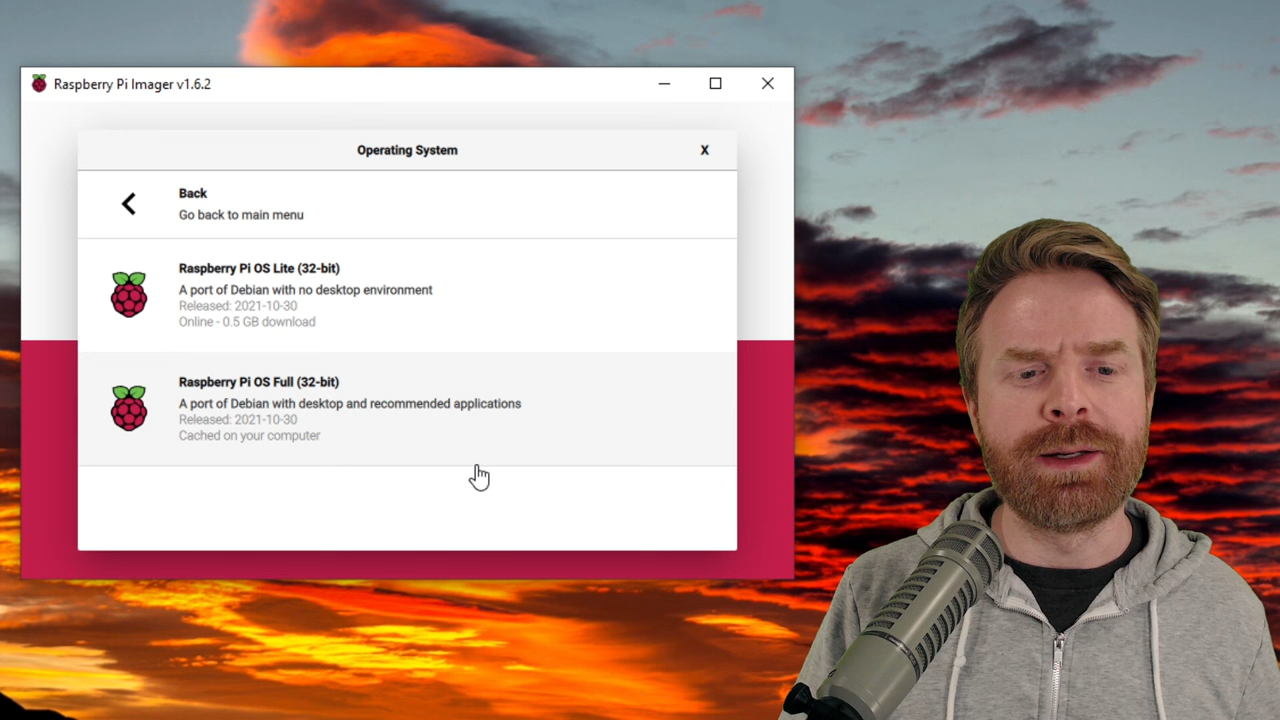 Raspberry Pi Imager v1.6.2
Operating System
X
Back
Go back to main menu
Raspberry Pi OS Lite (32-bit)
A port of Debian with no desktop environment
Released: 2021-10-30
Online - 0.5 GB download
Raspberry Pi OS Full (32-bit)
A port of Debian with desktop and recommended applications
Released: 2021-10-30
Cached on your computer